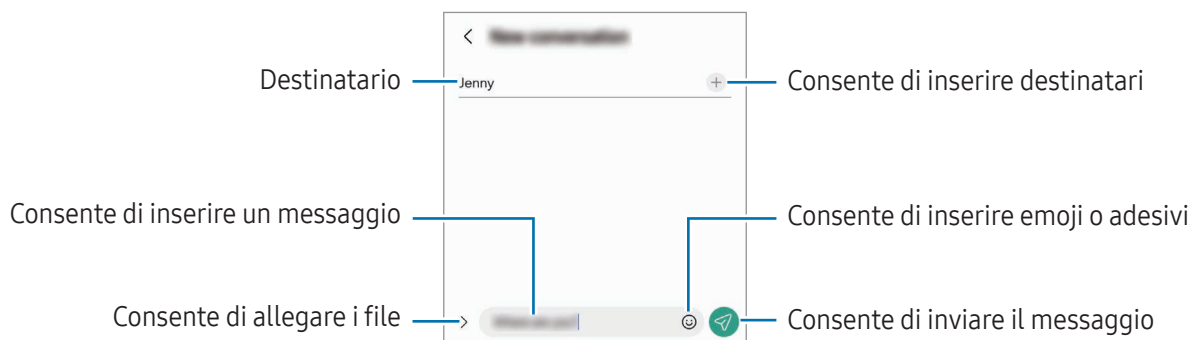 Destinatario
Jenny
Consente di inserire destinatari
Consente di inserire un messaggio
Consente di inserire emoji o adesivi
Consente di allegare i file
Consente di inviare il messaggio